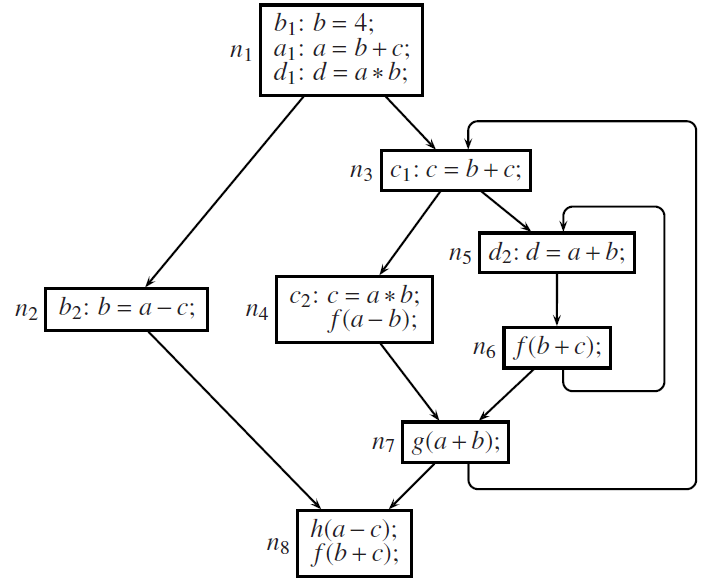 n₁
b₁: b = 4;
a₁: a = b + c;
d₁: d = a * b;
n₃
c₁: c = b + c;
n₅
d₂: d = a + b;
n₂
b₂: b = a − c;
n₄
c₂: c = a * b;
f(a − b);
n₆
f(b + c);
n₇
g(a + b);
n₈
h(a − c);
f(b + c);